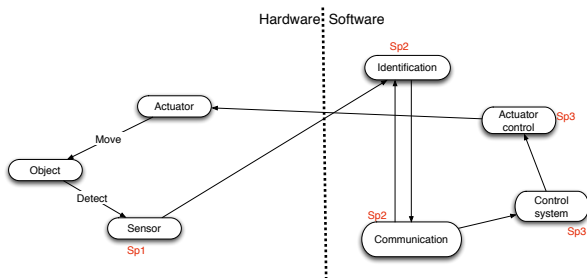 Hardware Software
Sp2
Identification
Actuator
Actuator
control
Sp3
Move
Object
Detect
Control
system
Sp3
Sp2
Sensor
Communication
Sp1